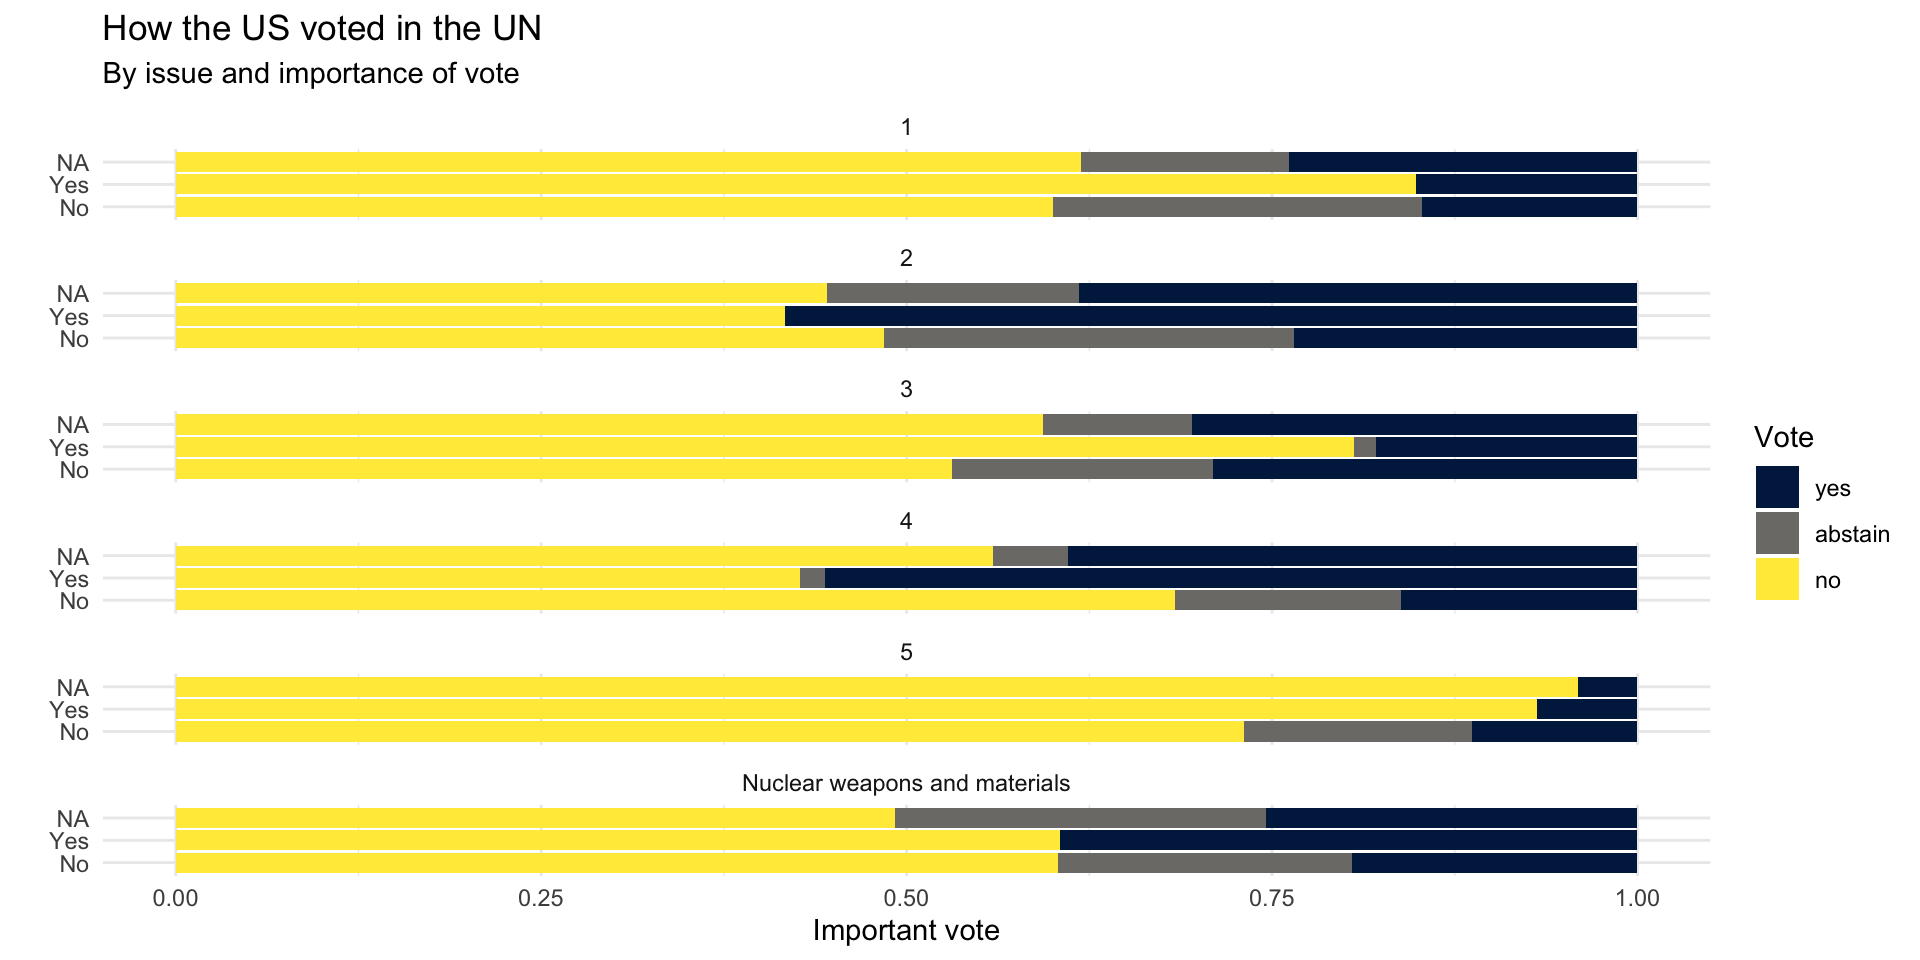 How the US voted in the UN
By issue and importance of vote
1
NA
Yes
No
2
NA
Yes
No
3
NA
Yes
No
4
NA
Yes
No
5
NA
Yes
No
Nuclear weapons and materials
NA
Yes
No
0.00 0.25 0.50 0.75 1.00
Important vote
Vote
yes
abstain
no